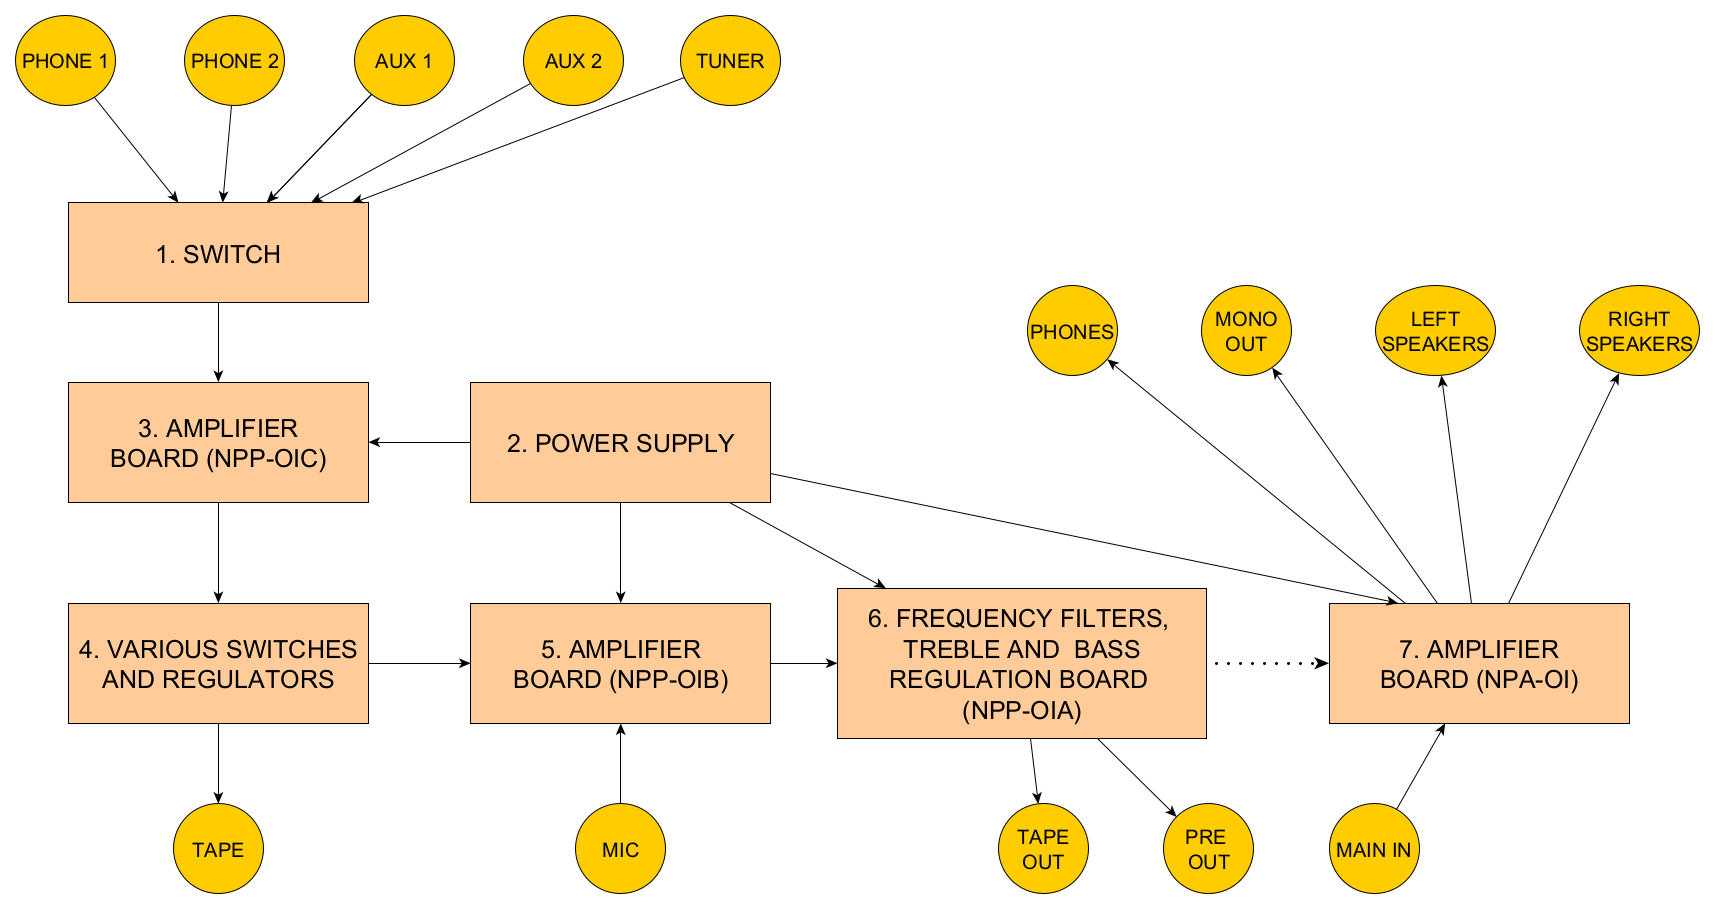 PHONE 1
PHONE 2
AUX 1
AUX 2
TUNER
1. SWITCH
PHONES
MONO
OUT
LEFT
SPEAKERS
RIGHT
SPEAKERS
3. AMPLIFIER
BOARD (NPP-OIC)
2. POWER SUPPLY
4. VARIOUS SWITCHES
AND REGULATORS
5. AMPLIFIER
BOARD (NPP-OIB)
6. FREQUENCY FILTERS,
TREBLE AND  BASS
REGULATION BOARD
(NPP-OIA)
7. AMPLIFIER
BOARD (NPA-OI)
TAPE
MIC
TAPE
OUT
PRE
OUT
MAIN IN